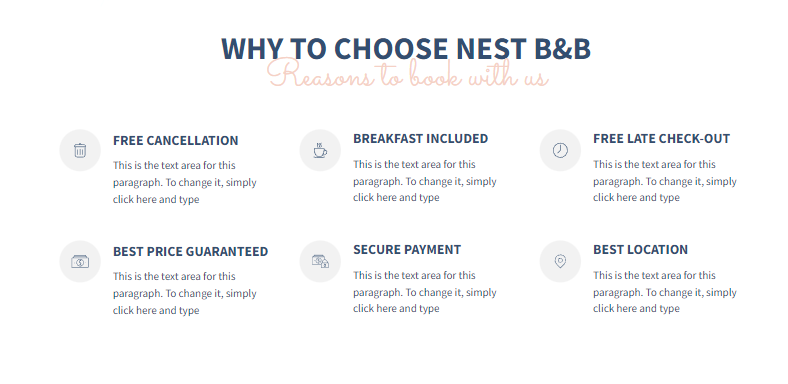 WHY TO CHOOSE NEST B&B
Reasons to book with us
FREE CANCELLATION
This is the text area for this
paragraph. To change it, simply
click here and type
BREAKFAST INCLUDED
This is the text area for this
paragraph. To change it, simply
click here and type
FREE LATE CHECK-OUT
This is the text area for this
paragraph. To change it, simply
click here and type
BEST PRICE GUARANTEED
This is the text area for this
paragraph. To change it, simply
click here and type
SECURE PAYMENT
This is the text area for this
paragraph. To change it, simply
click here and type
BEST LOCATION
This is the text area for this
paragraph. To change it, simply
click here and type